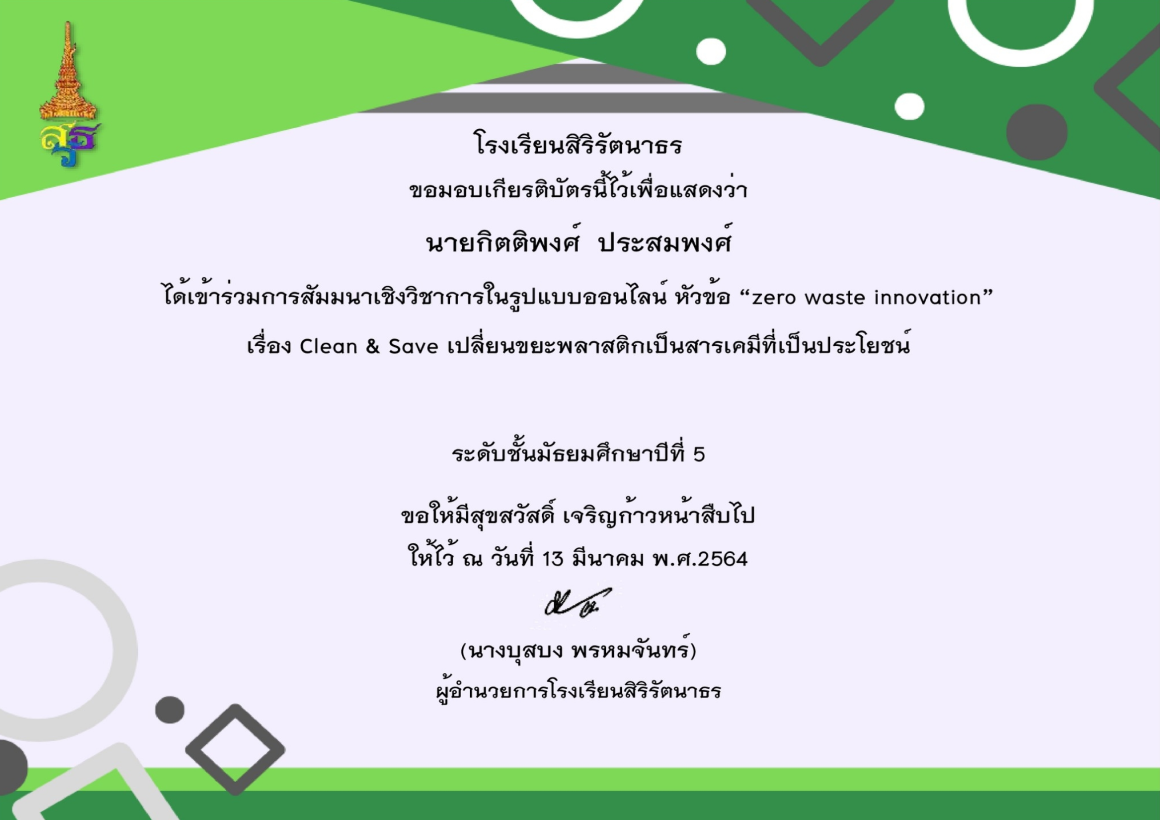 สรธ
โรงเรียนสิริรัตนาธร
ขอมอบเกียรติบัตรนี้ไว้เพื่อแสดงว่า
นายกิตติพงศ์ ประสมพงศ์
ได้เข้าร่วมการสัมมนาเชิงวิชาการในรูปแบบออนไลน์ หัวข้อ “zero waste innovation”
เรื่อง Clean & Save เปลี่ยนขยะพลาสติกเป็นสารเคมีที่เป็นประโยชน์
ระดับชั้นมัธยมศึกษาปีที่ 5
ขอให้มีสุขสวัสดิ์ เจริญก้าวหน้าสืบไป
ให้ไว้ ณ วันที่ 13 มีนาคม พ.ศ.2564
(นางบุสบง พรหมจันทร์)
ผู้อำนวยการโรงเรียนสิริรัตนาธร